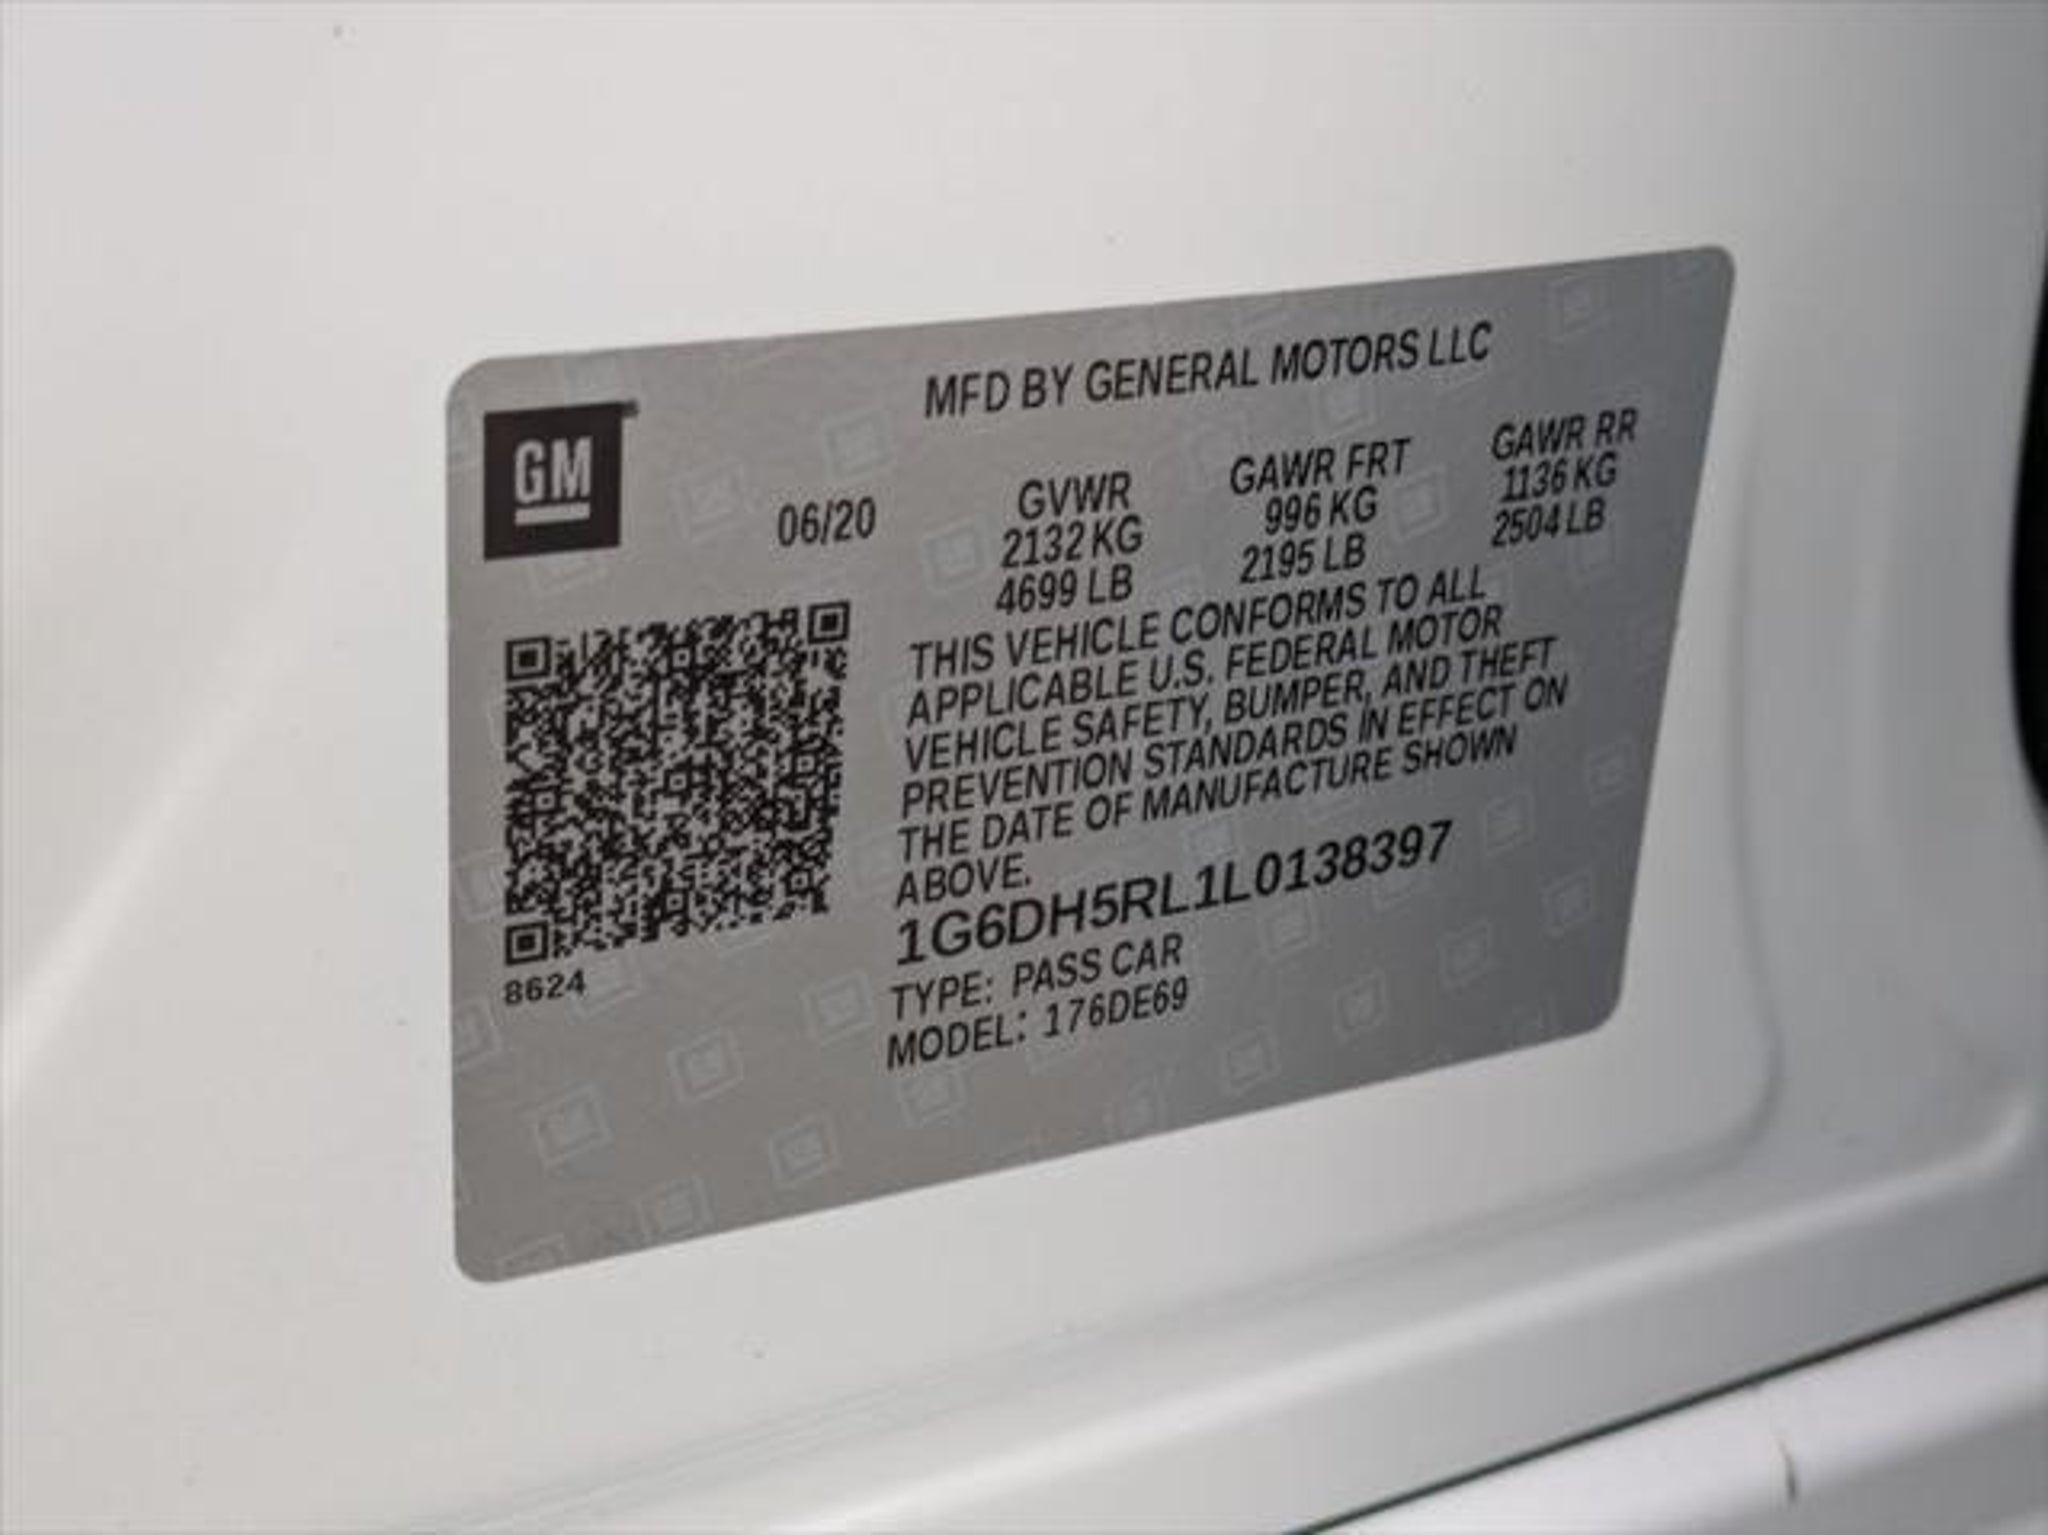 MFD BY GENERAL MOTORS LLC
GM
06/20
GVWR GAWR FRT GAWR RR
2132 KG 996 KG 1136 KG
4699 LB 2195 LB 2504 LB
THIS VEHICLE CONFORMS TO ALL
APPLICABLE U.S. FEDERAL MOTOR
VEHICLE SAFETY, BUMPER, AND THEFT
PREVENTION STANDARDS IN EFFECT ON
THE DATE OF MANUFACTURE SHOWN
ABOVE.
1G6DH5RL1L0138397
8624
TYPE: PASS CAR
MODEL: 176DE69